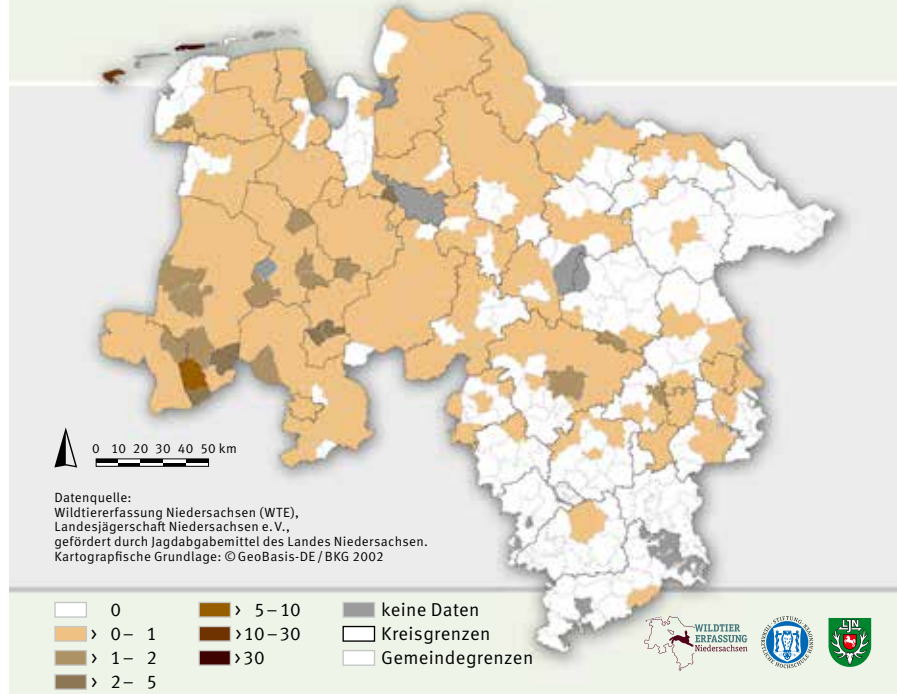 0 10 20 30 40 50 km
Datenquelle:
Wildtiererfassung Niedersachsen (WTE),
Landesjägerschaft Niedersachsen e. V.,
gefördert durch Jagdabgabemittel des Landes Niedersachsen.
Kartografische Grundlage: © GeoBasis-DE / BKG 2002
0
> 0 – 1
> 1 – 2
> 2 – 5
> 5 – 10
>10 – 30
>30
keine Daten
Kreisgrenzen
Gemeindegrenzen
WILDTIER
ERFASSUNG
Niedersachsen
LJN